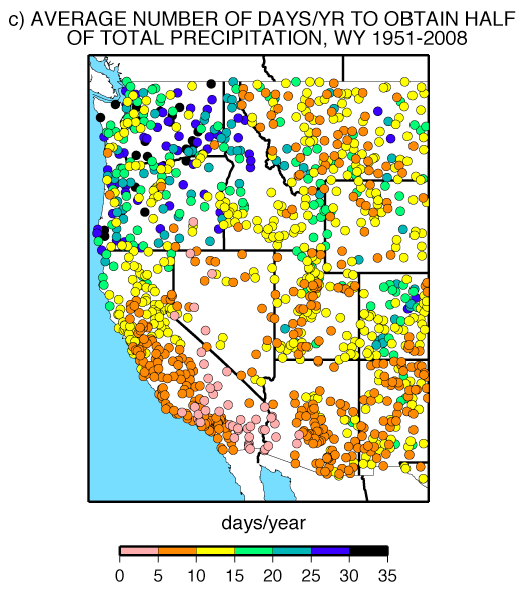 c) AVERAGE NUMBER OF DAYS/YR TO OBTAIN HALF
OF TOTAL PRECIPITATION, WY 1951-2008
days/year
0 5 10 15 20 25 30 35